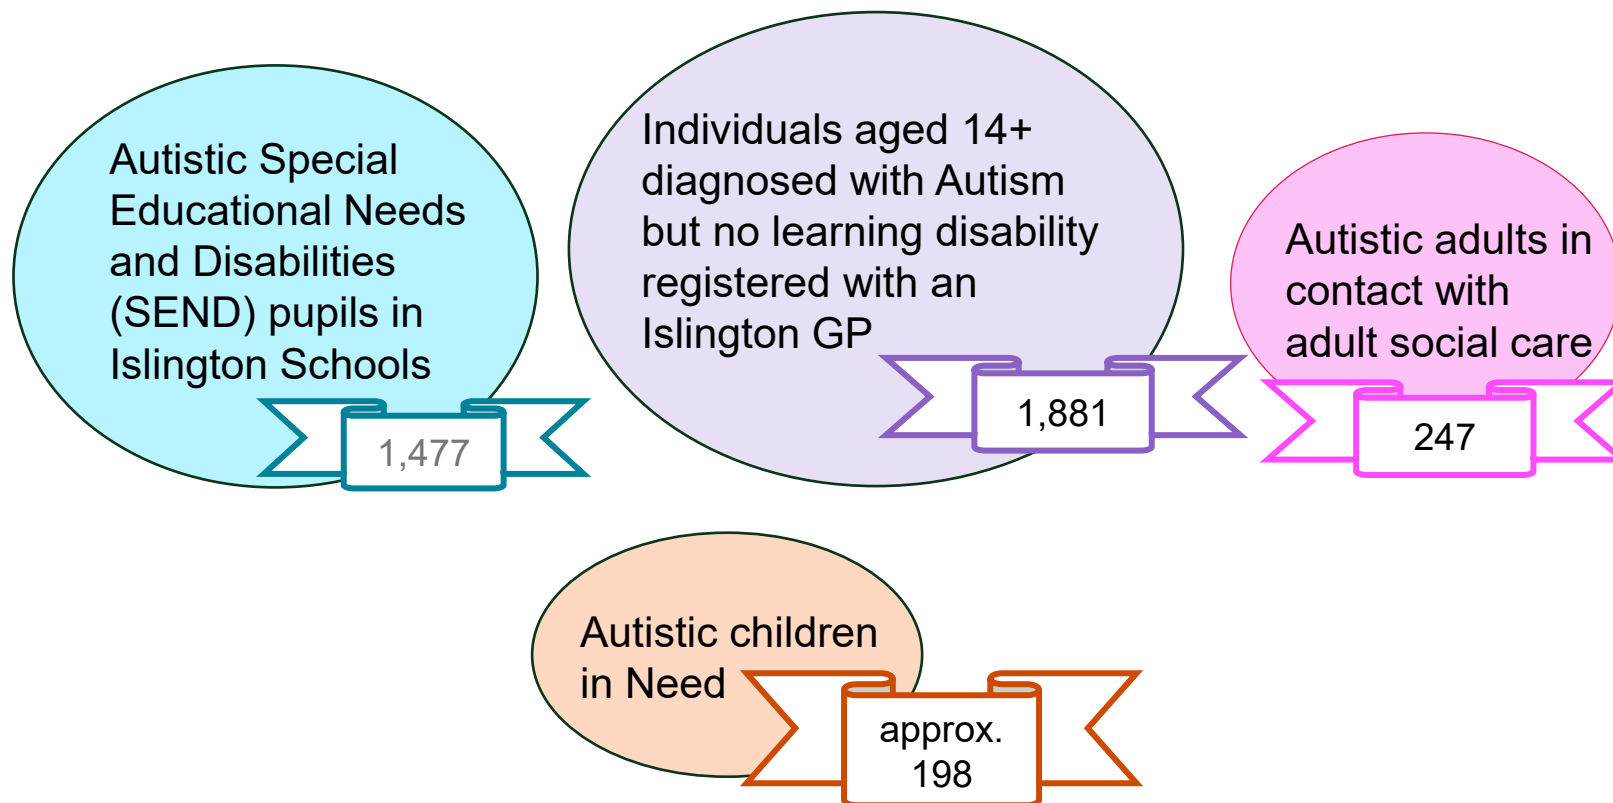 Autistic Special
Educational Needs
and Disabilities
(SEND) pupils in
Islington Schools
1,477
Individuals aged 14+
diagnosed with Autism
but no learning disability
registered with an
Islington GP
1,881
Autistic adults in
contact with
adult social care
247
Autistic children
in Need
approx.
198